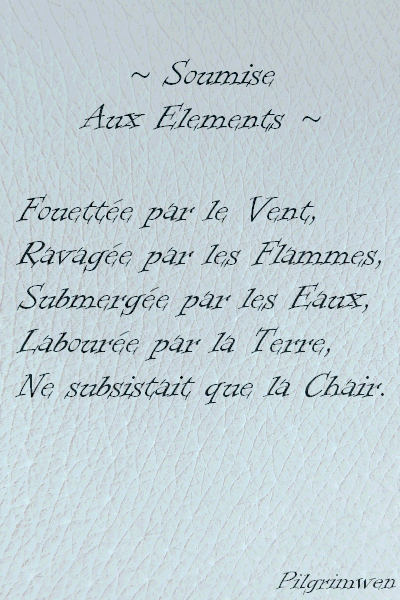 ~ Soumise
Aux Elements ~
Fouettée par le Vent,
Ravagée par les Flammes,
Submergée par les Eaux,
Labourée par la Terre,
Ne subsistait que la Chair.
Pilgrimwen